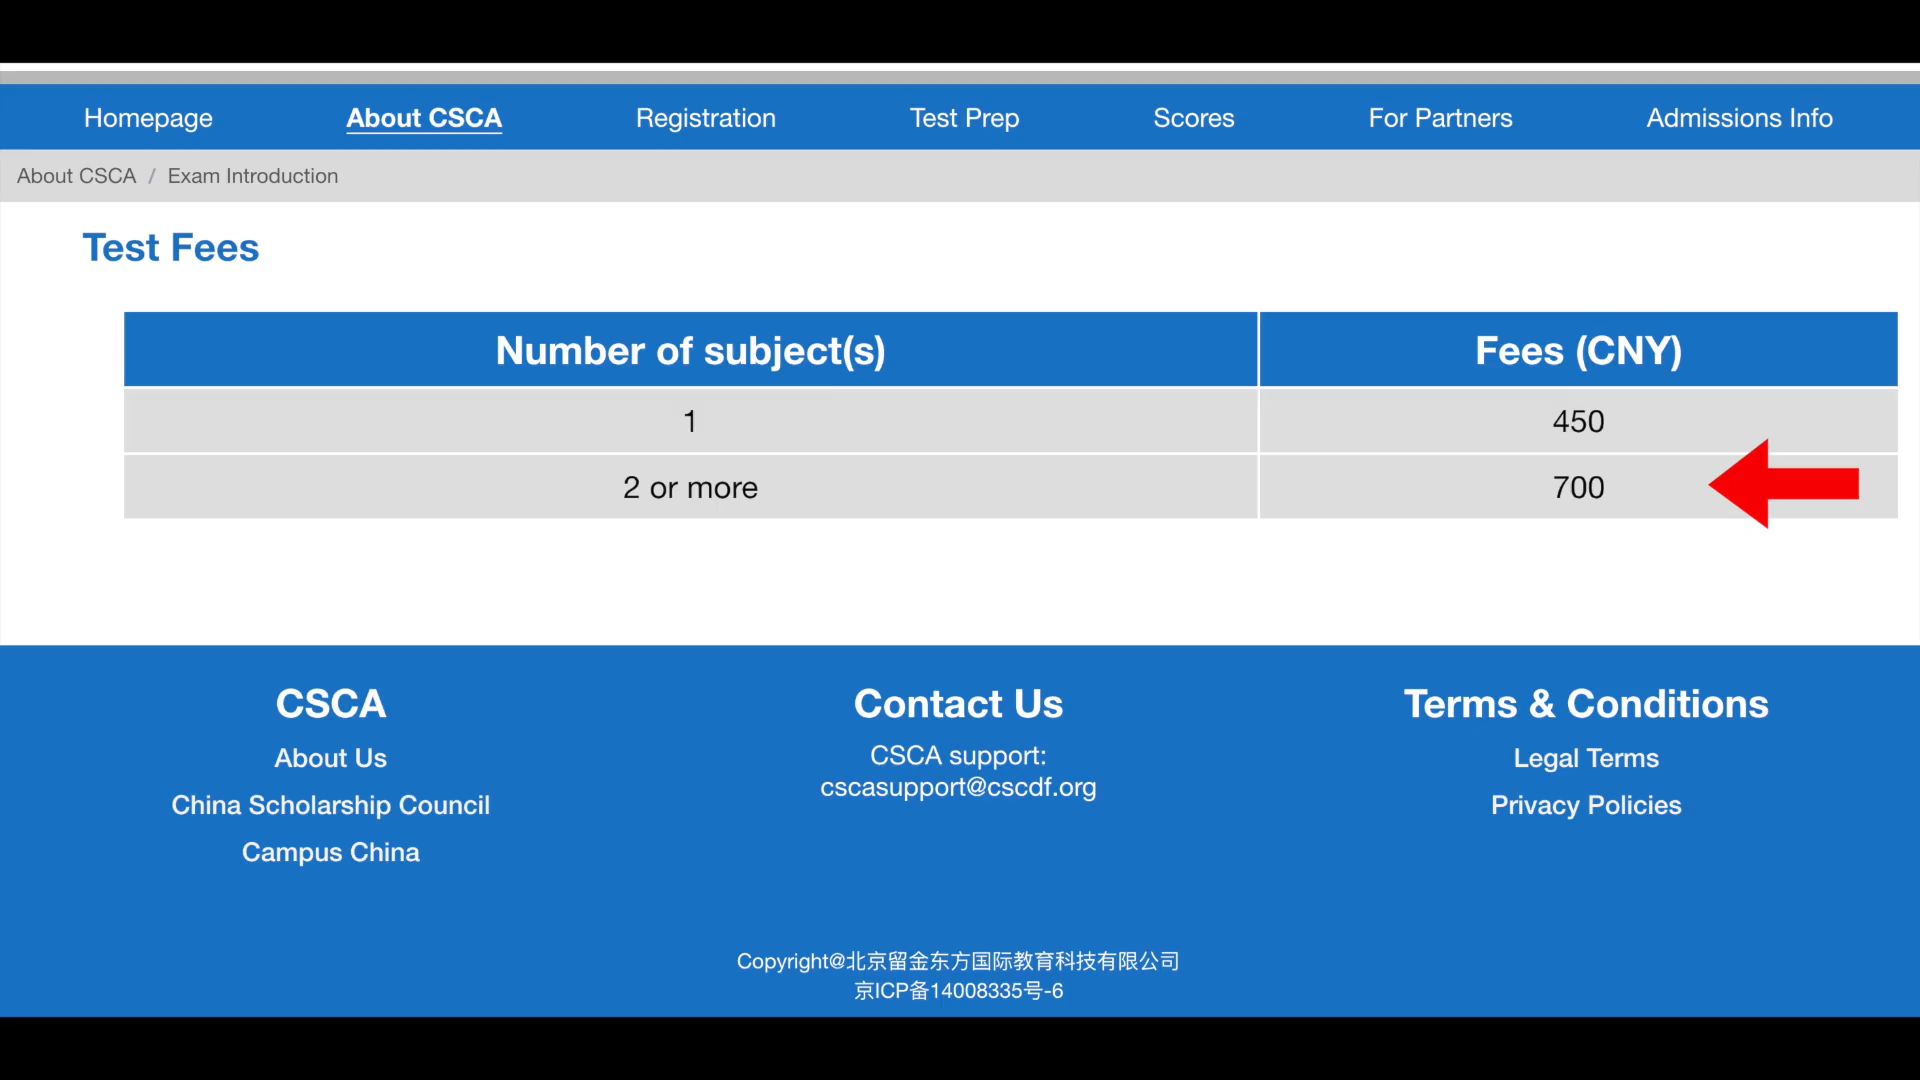 Homepage About CSCA Registration Test Prep Scores For Partners Admissions Info
About CSCA / Exam Introduction
Test Fees
Number of subject(s) Fees (CNY)
1 450
2 or more 700
CSCA Contact Us Terms & Conditions
About Us CSCA support: Legal Terms
China Scholarship Council cscasupport@cscdf.org Privacy Policies
Campus China
Copyright@北京留金东方国际教育科技有限公司
京ICP备14008335号-6